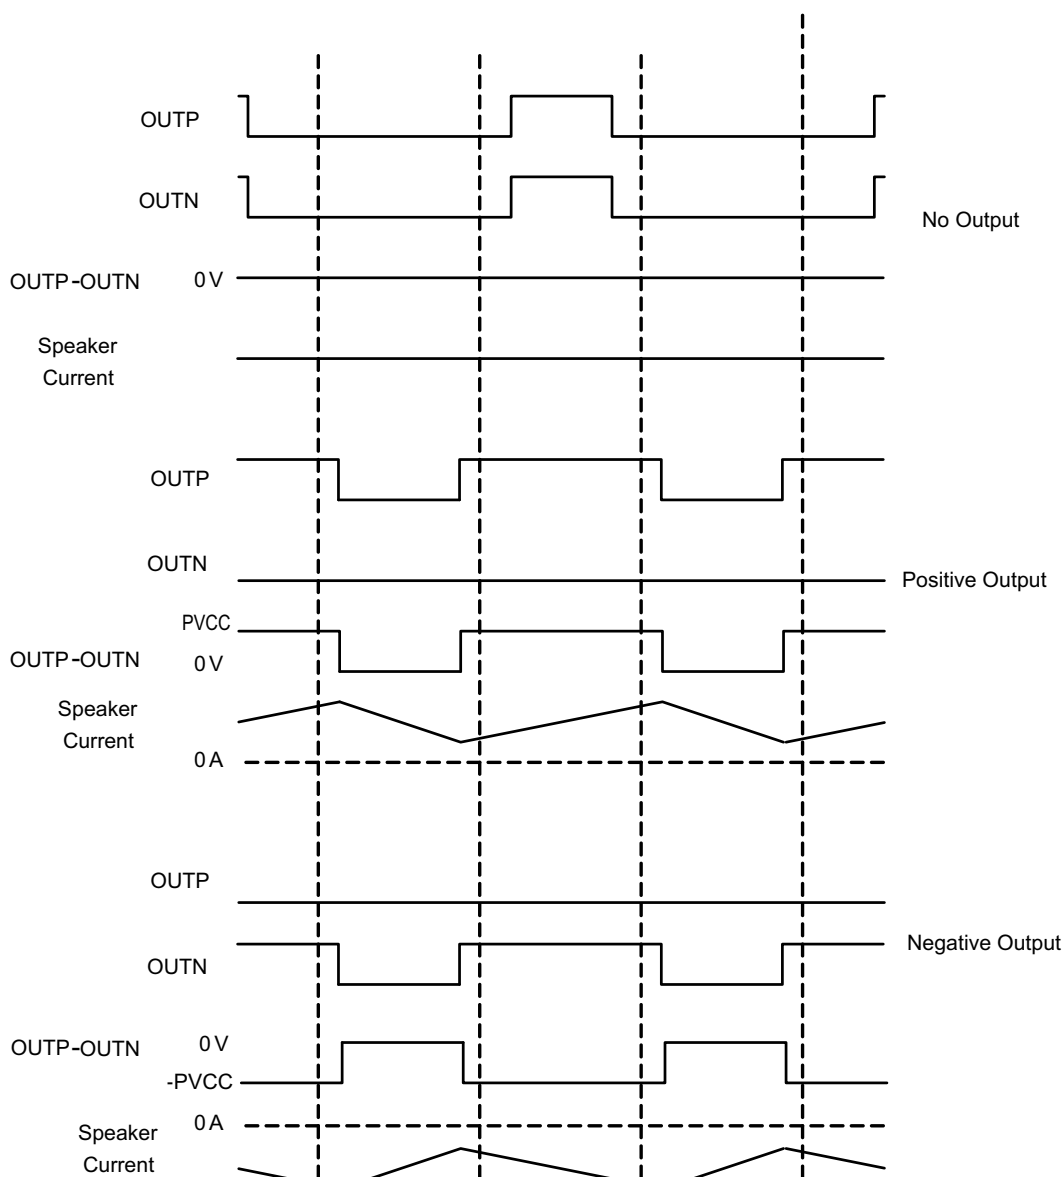 OUTP
OUTN
No Output
OUTP-OUTN 0 V
Speaker
Current
OUTP
OUTN
Positive Output
PVCC
OUTP-OUTN 0 V
Speaker
Current
0 A
OUTP
Negative Output
OUTN
OUTP-OUTN 0 V
-PVCC
0 A
Speaker
Current